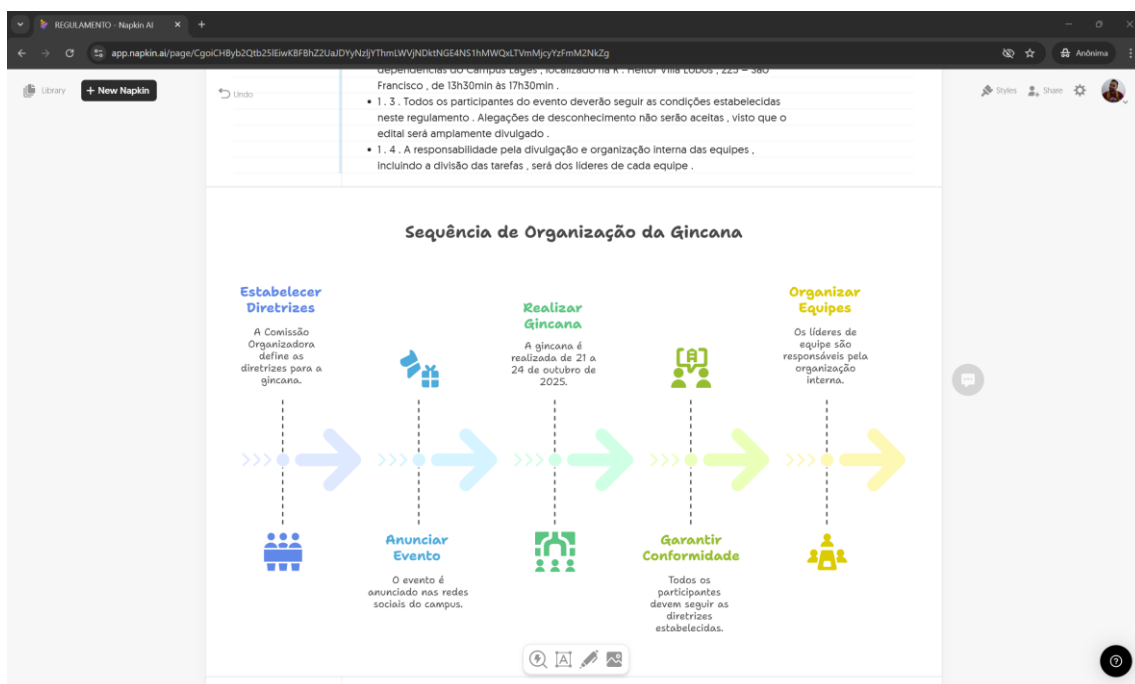 REGULAMENTO - Napkin AI
app.napkin.ai/page/CgoiCHByb2Qtb25lEiwKBFBhZ2UaJDYyNzljYThmLWVjNDktNGE4NS1hMWQxLTVmMjcyYzFmM2NkZg
Anônima
Library
+ New Napkin
Undo
Styles
Share
dependências do Campus Lages , localizado na R . Heitor Villa Lobos , 225 – São
Francisco , de 13h30min às 17h30min .
• 1 . 3 . Todos os participantes do evento deverão seguir as condições estabelecidas
neste regulamento . Alegações de desconhecimento não serão aceitas , visto que o
edital será amplamente divulgado .
• 1 . 4 . A responsabilidade pela divulgação e organização interna das equipes ,
incluindo a divisão das tarefas , será dos líderes de cada equipe .
Sequência de Organização da Gincana
Estabelecer
Diretrizes
A Comissão
Organizadora
define as
diretrizes para a
gincana.
Anunciar
Evento
O evento é
anunciado nas redes
sociais do campus.
Realizar
Gincana
A gincana é
realizada de 21 a
24 de outubro de
2025.
Garantir
Conformidade
Todos os
participantes
devem seguir as
diretrizes
estabelecidas.
Organizar
Equipes
Os líderes de
equipe são
responsáveis pela
organização
interna.